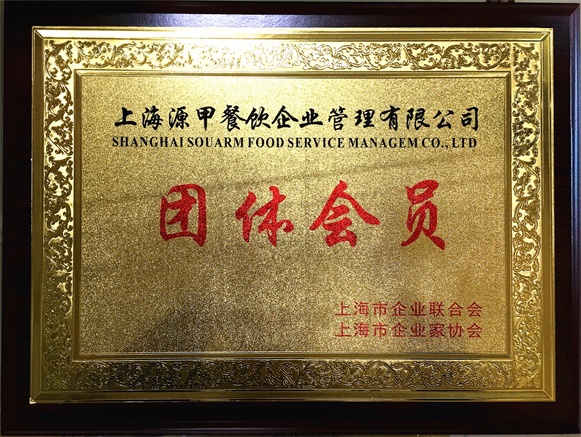 上海源甲餐饮企业管理有限公司
SHANGHAI SOUARM FOOD SERVICE MANAGEM CO., LTD
团体会员
上海市企业联合会
上海市企业家协会